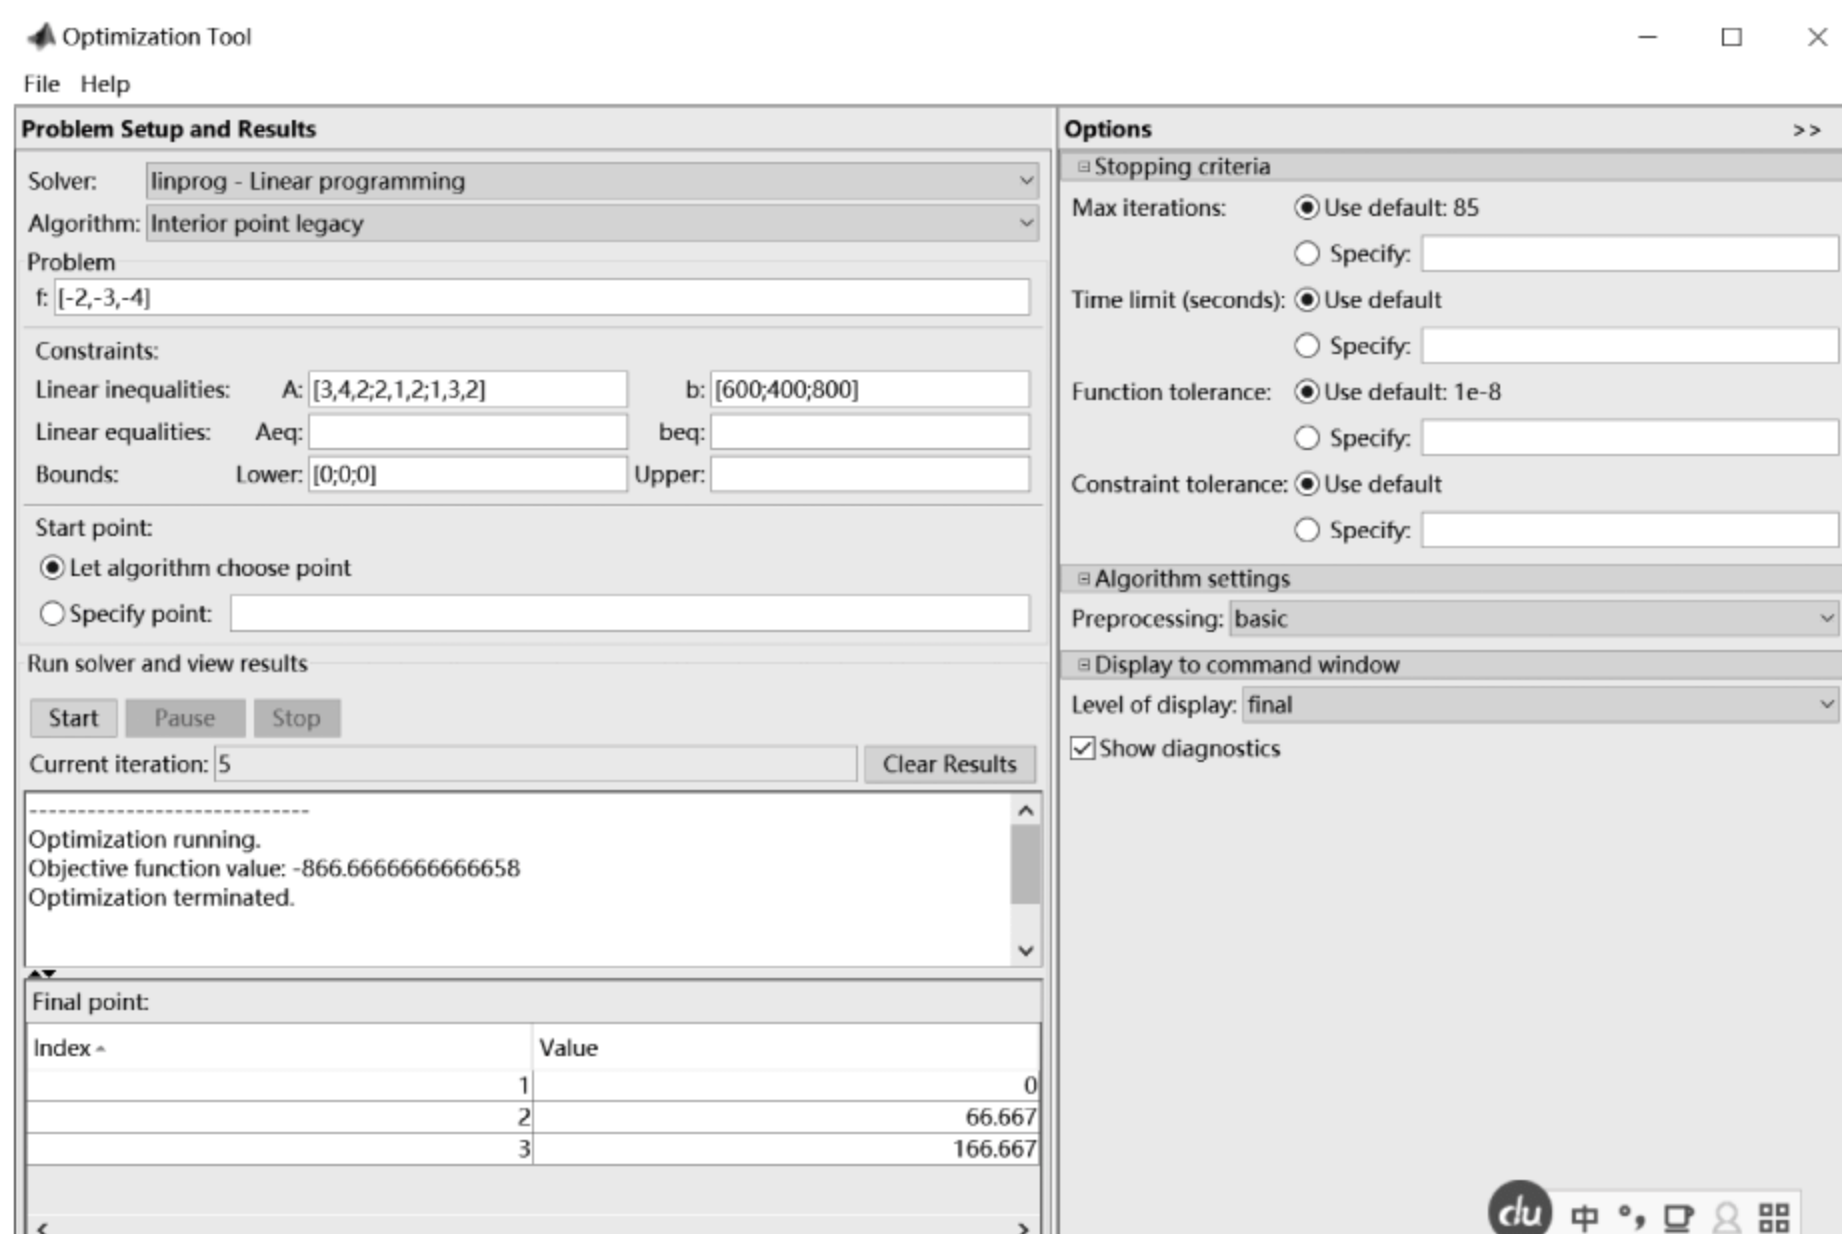 Optimization Tool
File Help
Problem Setup and Results
Solver: linprog - Linear programming
Algorithm: Interior point legacy
Problem
f: [-2,-3,-4]
Constraints:
Linear inequalities: A: [3,4,2;2,1,2;1,3,2] b: [600;400;800]
Linear equalities: Aeq: beq:
Bounds: Lower: [0;0;0] Upper:
Start point:
Let algorithm choose point
Specify point:
Run solver and view results
Start Pause Stop
Current iteration: 5 Clear Results
----------------------------
Optimization running.
Objective function value: -866.6666666666658
Optimization terminated.
Final point:
Index Value
1 0
2 66.667
3 166.667
Options >>
Stopping criteria
Max iterations: Use default: 85
Specify:
Time limit (seconds): Use default
Specify:
Function tolerance: Use default: 1e-8
Specify:
Constraint tolerance: Use default
Specify:
Algorithm settings
Preprocessing: basic
Display to command window
Level of display: final
Show diagnostics
du 中 °,